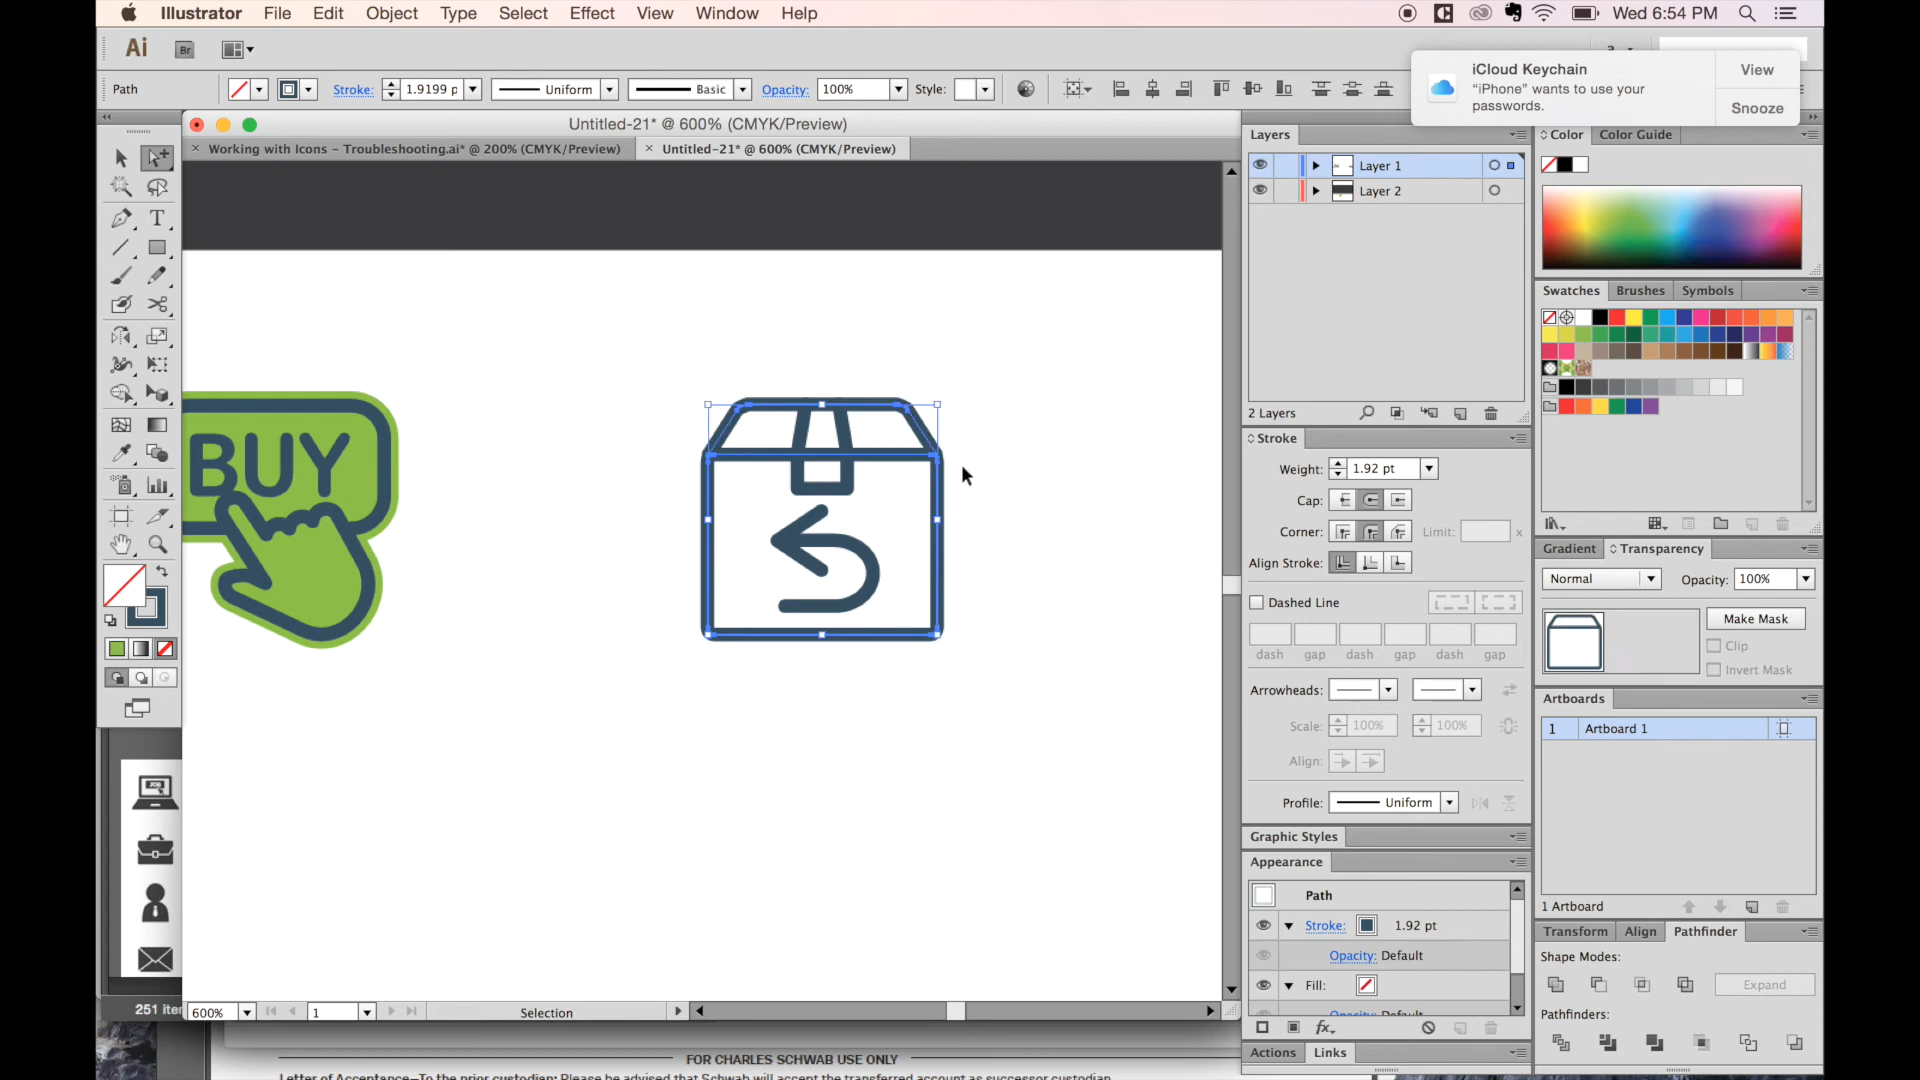 Illustrator File Edit Object Type Select Effect View Window Help
Wed 6:54 PM
Ai Br
iCloud Keychain
“iPhone” wants to use your
passwords.
View
Snooze
Path
Stroke: 1.9199 p Uniform Basic Opacity: 100% Style:
Untitled-21* @ 600% (CMYK/Preview)
× Working with Icons - Troubleshooting.ai* @ 200% (CMYK/Preview)
× Untitled-21* @ 600% (CMYK/Preview)
Layers
Layer 1
Layer 2
2 Layers
Color Color Guide
Swatches Brushes Symbols
T
BUY
JOB
Stroke
Weight: 1.92 pt
Cap:
Corner: Limit: x
Align Stroke:
Dashed Line
dash gap dash gap dash gap
Arrowheads:
Scale: 100% 100%
Align:
Profile: Uniform
Graphic Styles
Appearance
Path
Stroke: 1.92 pt
Opacity: Default
Fill:
Opacity: Default
fx
Actions Links
Gradient Transparency
Normal Opacity: 100%
Make Mask
Clip
Invert Mask
Artboards
1 Artboard 1
1 Artboard
Transform Align Pathfinder
Shape Modes:
Expand
Pathfinders:
600% 1 Selection
251 iter
FOR CHARLES SCHWAB USE ONLY
Letter of Acceptance—To the prior custodian: Please be advised that Schwab will accept the transferred account as successor custodian